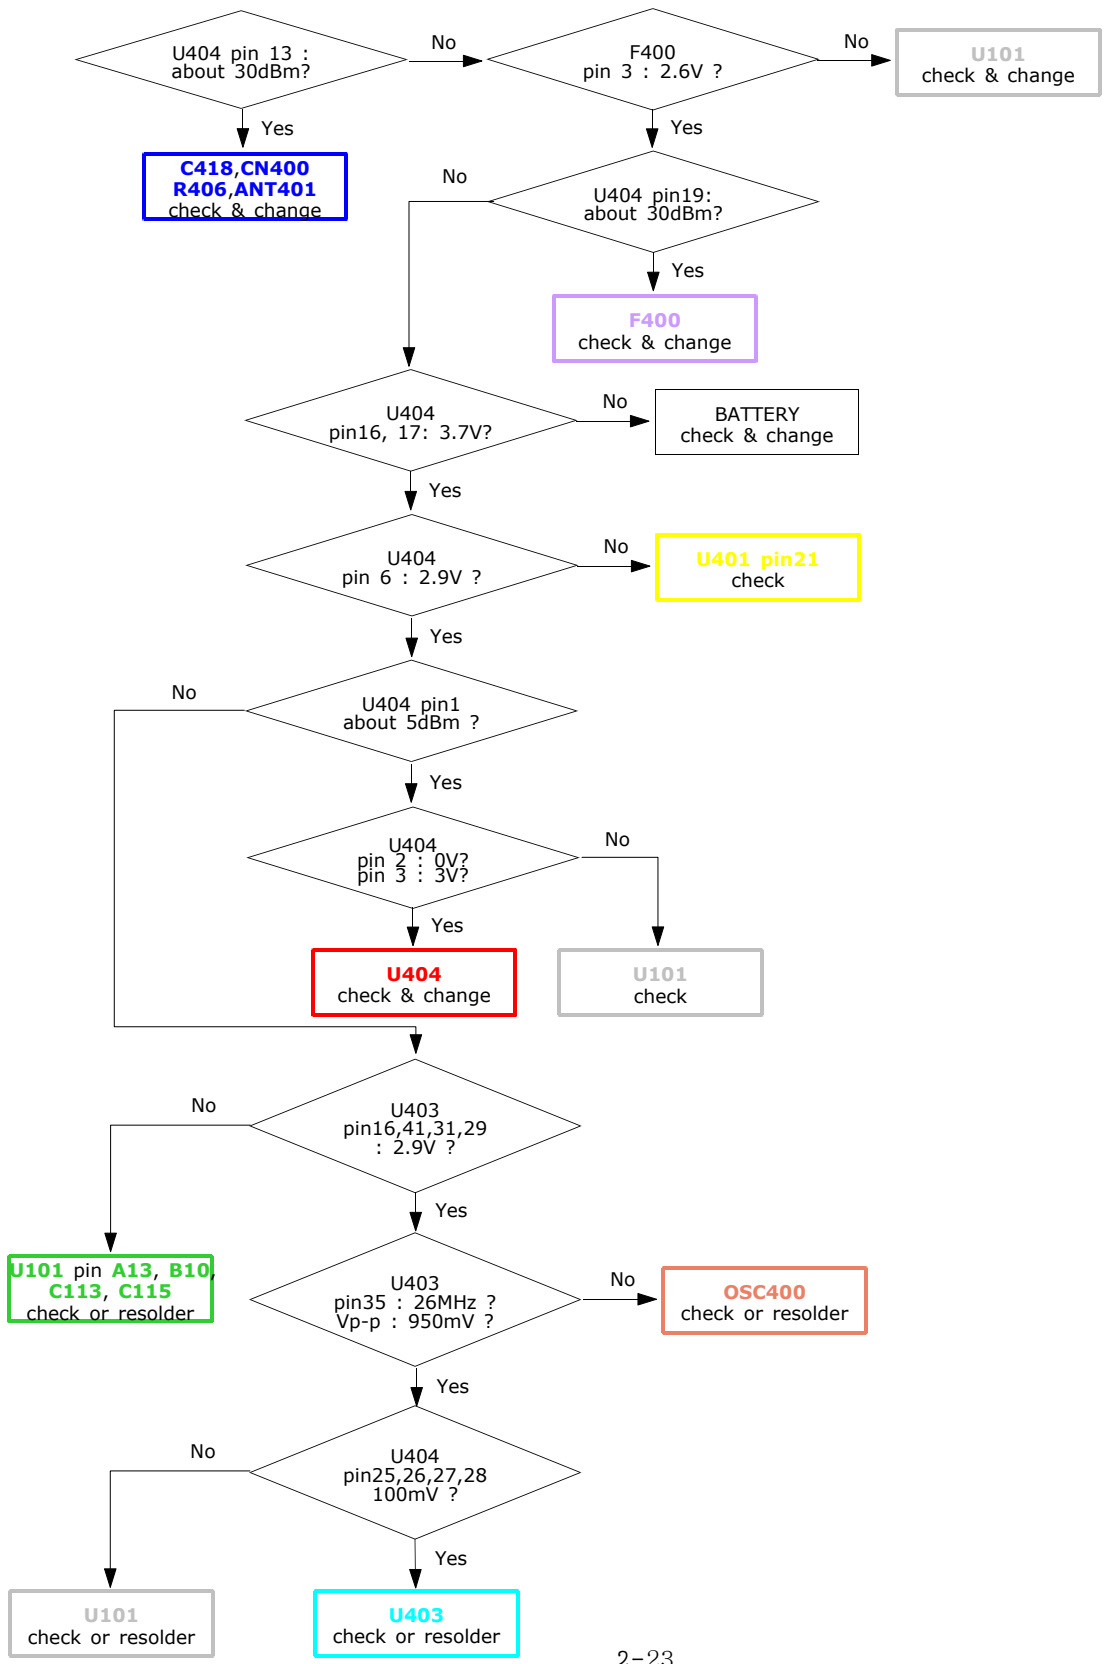 U404 pin 13 :
about 30dBm?
No
F400
pin 3 : 2.6V ?
No
U101
check & change
Yes
C418,CN400
R406,ANT401
check & change
Yes
No
U404 pin19:
about 30dBm?
Yes
F400
check & change
U404
pin16, 17: 3.7V?
No
BATTERY
check & change
Yes
U404
pin 6 : 2.9V ?
No
U401 pin21
check
Yes
No
U404 pin1
about 5dBm ?
Yes
U404
pin 2 : 0V?
pin 3 : 3V?
No
Yes
U404
check & change
U101
check
No
U403
pin16,41,31,29
: 2.9V ?
Yes
U101 pin A13, B10,
C113, C115
check or resolder
U403
pin35 : 26MHz ?
Vp-p : 950mV ?
No
OSC400
check or resolder
Yes
No
U404
pin25,26,27,28
100mV ?
Yes
U101
check or resolder
U403
check or resolder
2-23